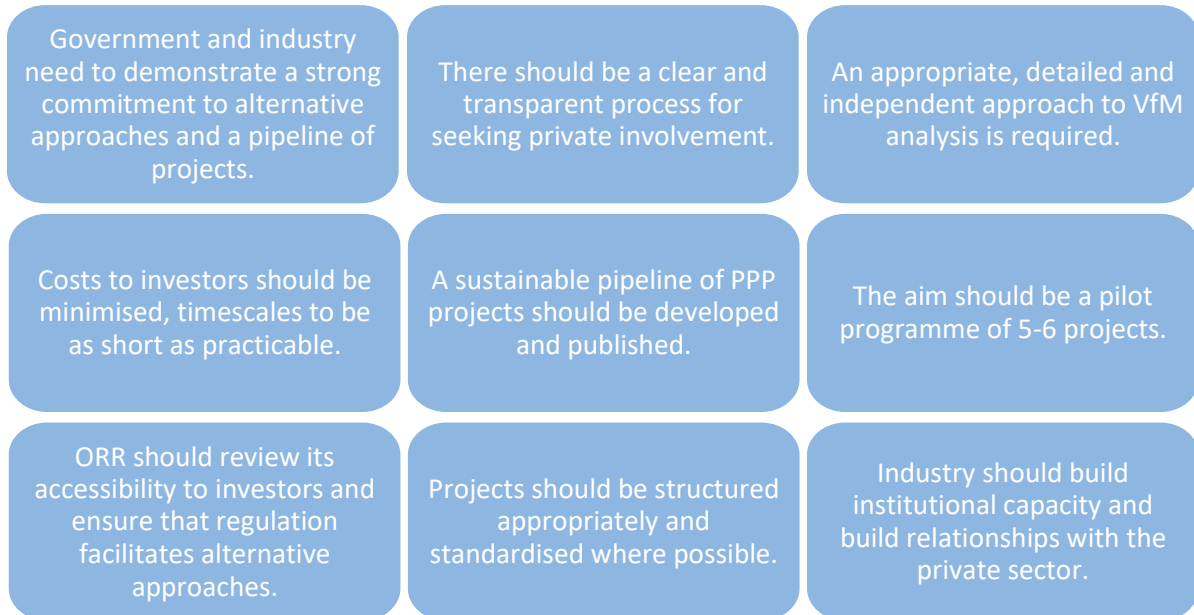 Government and industry
need to demonstrate a strong
commitment to alternative
approaches and a pipeline of
projects.
There should be a clear and
transparent process for
seeking private involvement.
An appropriate, detailed and
independent approach to VfM
analysis is required.
Costs to investors should be
minimised, timescales to be
as short as practicable.
A sustainable pipeline of PPP
projects should be developed
and published.
The aim should be a pilot
programme of 5-6 projects.
ORR should review its
accessibility to investors and
ensure that regulation
facilitates alternative
approaches.
Projects should be structured
appropriately and
standardised where possible.
Industry should build
institutional capacity and
build relationships with the
private sector.